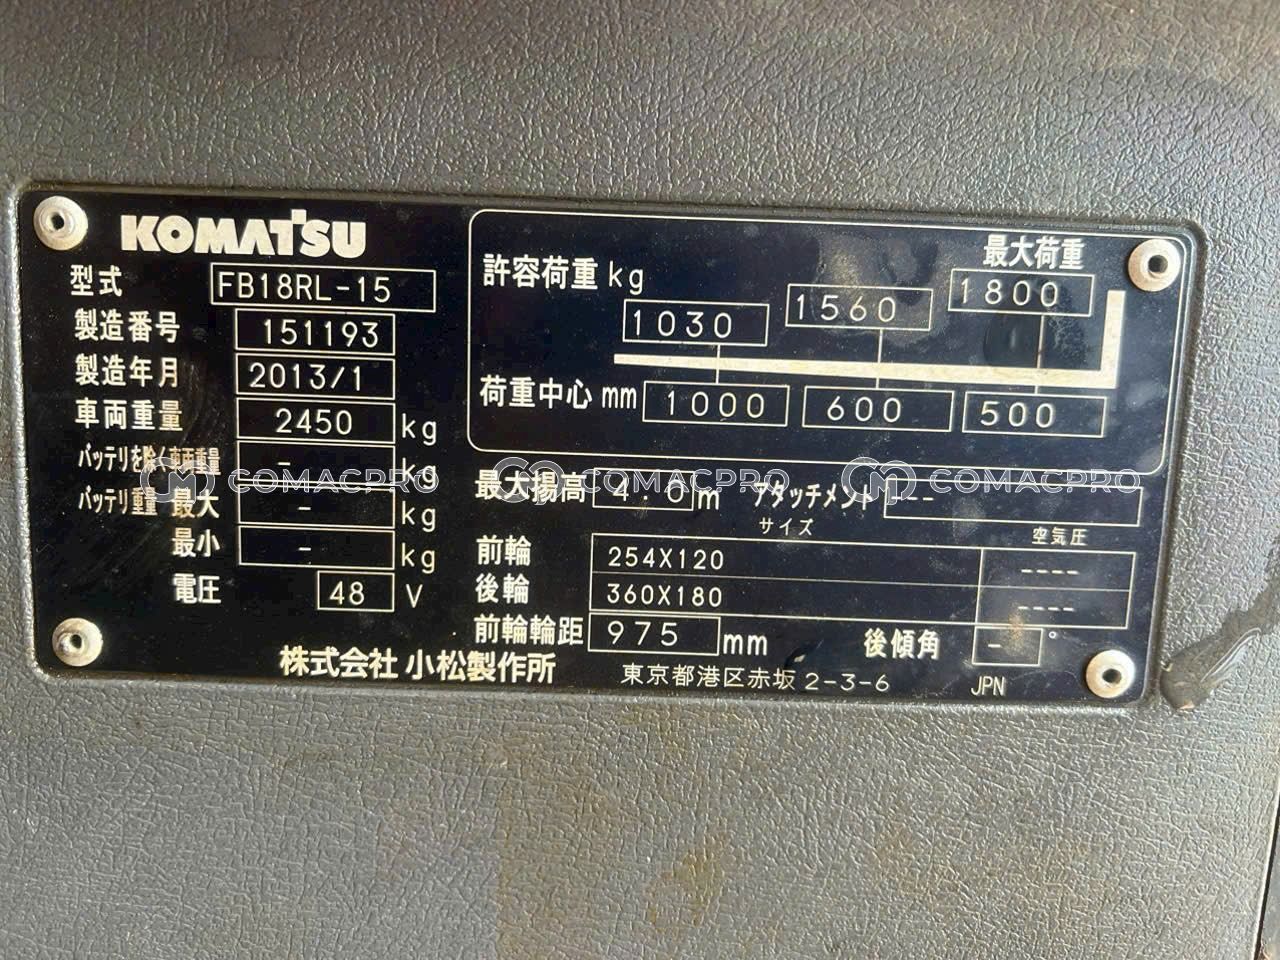 KOMATSU
型式 FB18RL-15
製造番号 151193
製造年月 2013/1
車両重量 2450 kg
バッテリを除く車両重量 - kg
バッテリ重量 最大 - kg
最小 - kg
電圧 48 V
株式会社 小松製作所
最大荷重
許容荷重 kg 1030 1560 1800
荷重中心 mm 1000 600 500
最大揚高 4.0 m アタッチメント ---
サイズ 空気圧
前輪 254X120 ----
後輪 360X180 ----
前輪輪距 975 mm 後傾角 - °
東京都港区赤坂 2-3-6 JPN
COMACPRO COMACPRO COMACPRO